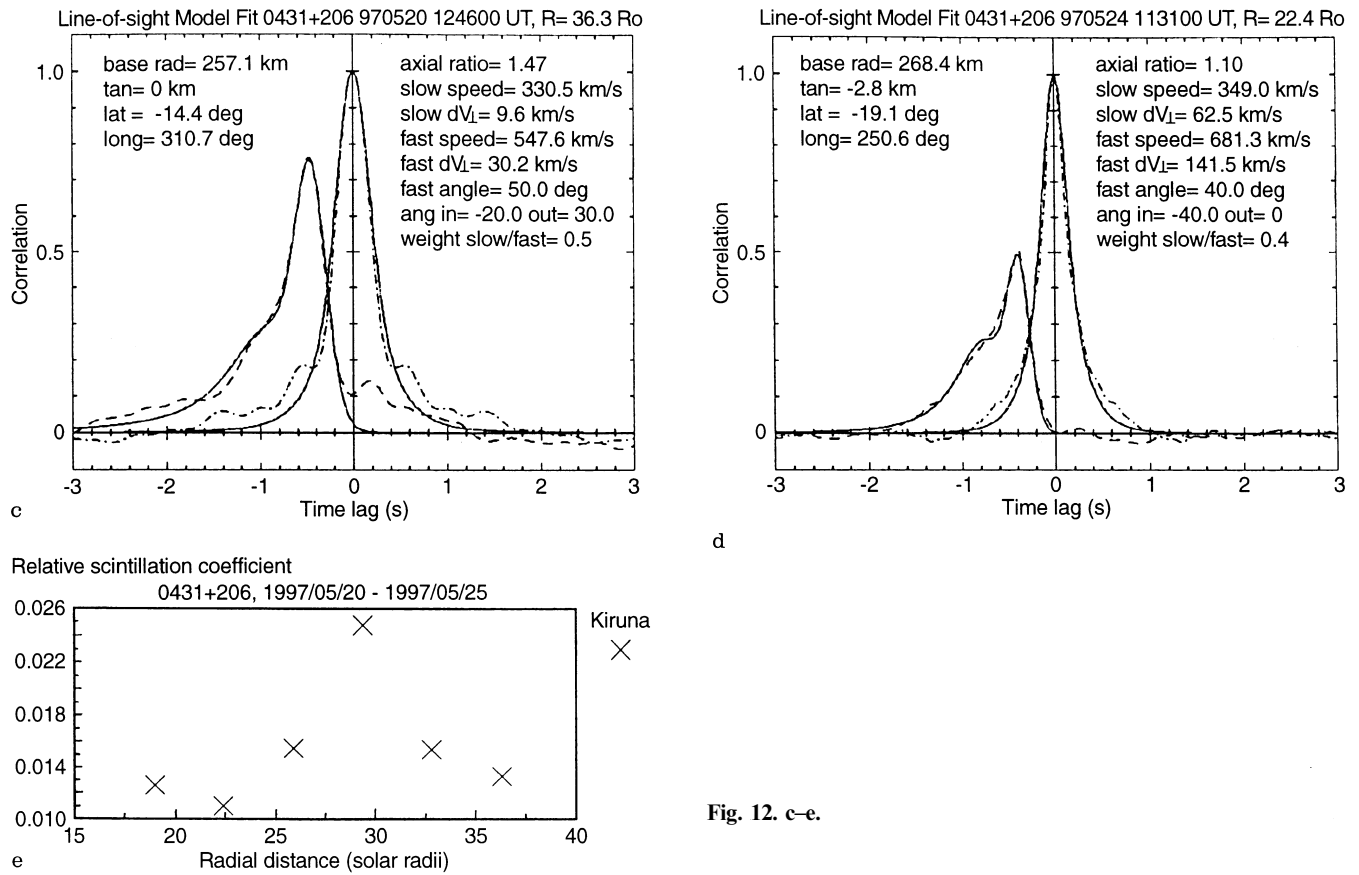 Line-of-sight Model Fit 0431+206 970520 124600 UT, R= 36.3 Ro
base rad= 257.1 km
tan= 0 km
lat = -14.4 deg
long= 310.7 deg
axial ratio= 1.47
slow speed= 330.5 km/s
slow dV⊥= 9.6 km/s
fast speed= 547.6 km/s
fast dV⊥= 30.2 km/s
fast angle= 50.0 deg
ang in= -20.0 out= 30.0
weight slow/fast= 0.5
1.0
0.5
0
Correlation
-3 -2 -1 0 1 2 3
Time lag (s)
c
Line-of-sight Model Fit 0431+206 970524 113100 UT, R= 22.4 Ro
base rad= 268.4 km
tan= -2.8 km
lat = -19.1 deg
long= 250.6 deg
axial ratio= 1.10
slow speed= 349.0 km/s
slow dV⊥= 62.5 km/s
fast speed= 681.3 km/s
fast dV⊥= 141.5 km/s
fast angle= 40.0 deg
ang in= -40.0 out= 0
weight slow/fast= 0.4
1.0
0.5
0
Correlation
-3 -2 -1 0 1 2 3
Time lag (s)
d
Relative scintillation coefficient
0431+206, 1997/05/20 - 1997/05/25
0.026
0.022
0.018
0.014
0.010
15 20 25 30 35 40
Radial distance (solar radii)
Kiruna
e
Fig. 12. c–e.